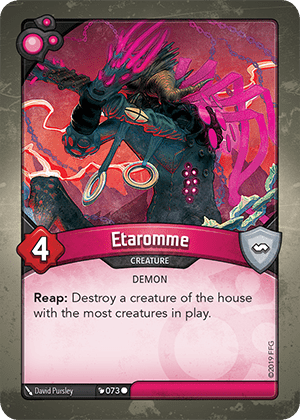 Etaromme
4
CREATURE
DEMON
Reap: Destroy a creature of the house
with the most creatures in play.
©2019 FFG
David Pursley
073